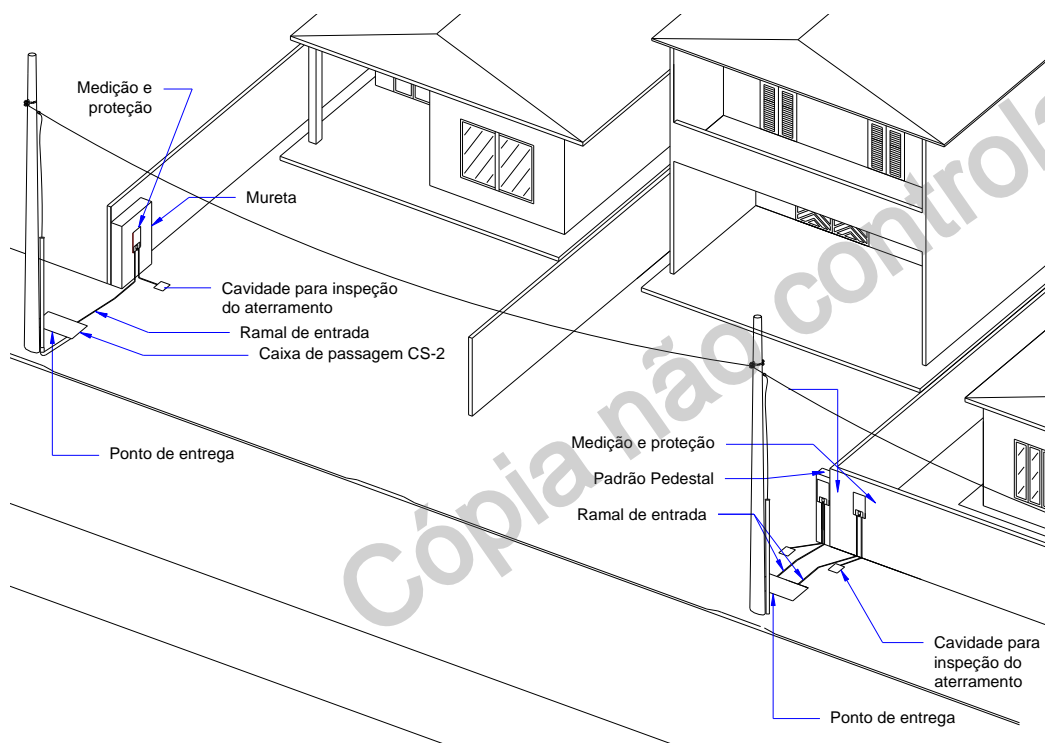 Medição e
proteção
Mureta
Cavidade para inspeção
do aterramento
Ramal de entrada
Caixa de passagem CS-2
Ponto de entrega
Medição e proteção
Padrão Pedestal
Ramal de entrada
Cavidade para
inspeção do
aterramento
Ponto de entrega
Cópia não controla